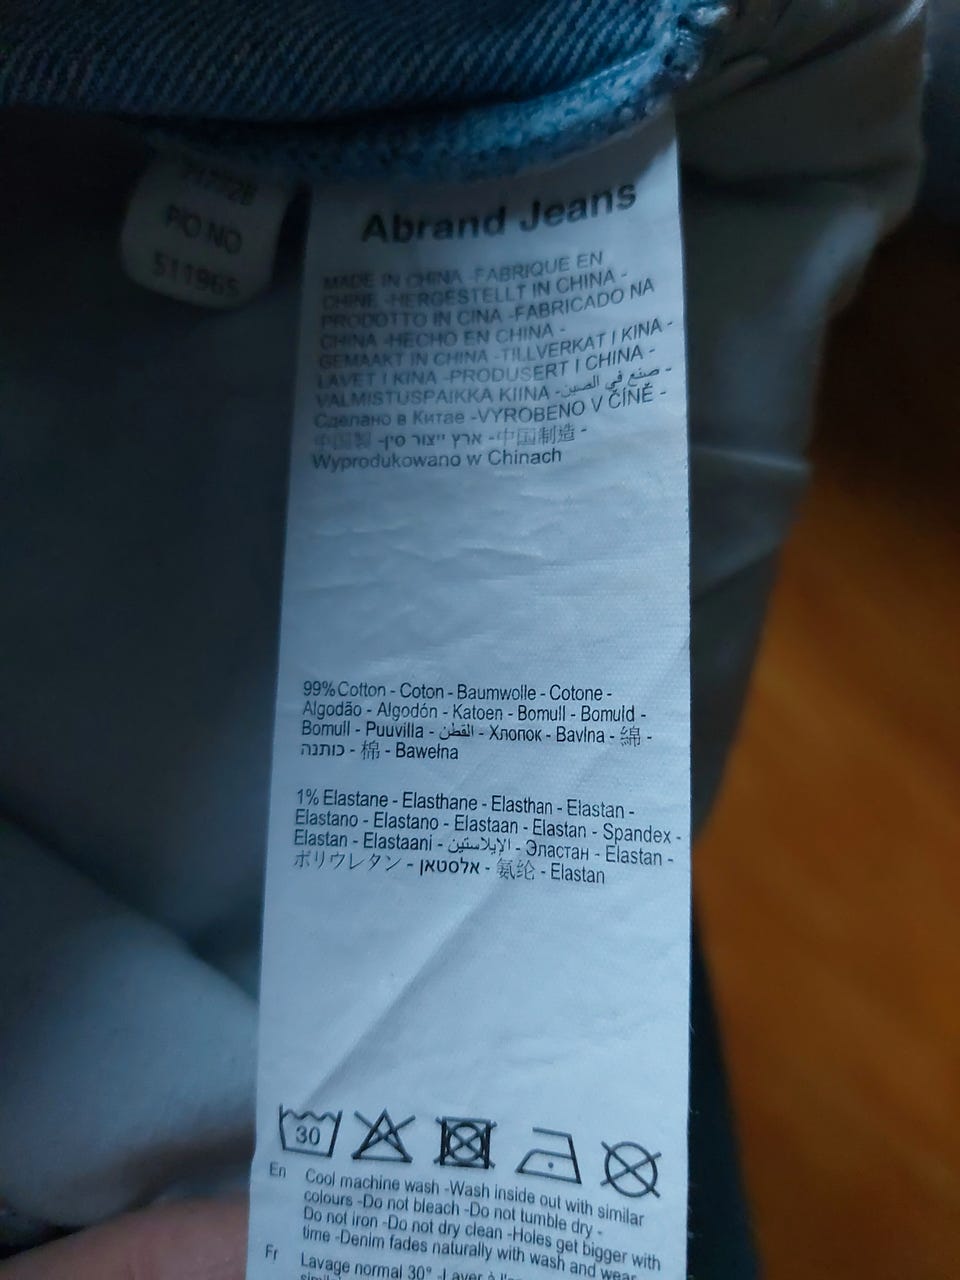 PO NO
511965
Abrand Jeans
MADE IN CHINA -FABRIQUE EN
CHINE -HERGESTELLT IN CHINA -
PRODOTTO IN CINA -FABRICADO NA
CHINA -HECHO EN CHINA -
GEMAAKT IN CHINA -TILLVERKAT I KINA -
LAVET I KINA -PRODUSERT I CHINA -
VALMISTUSPAIKKA KIINA -صنع في الصين -
Сделано в Китае -VYROBENO V ČÍNĚ -
中国製 -ארץ ייצור סין -中国制造 -
Wyprodukowano w Chinach
99%Cotton - Coton - Baumwolle - Cotone -
Algodão - Algodón - Katoen - Bomull - Bomuld -
Bomull - Puuvilla - القطن - Хлопок - Bavlna - 綿 -
כותנה - 棉 - Bawełna
1% Elastane - Elasthane - Elasthan - Elastan -
Elastano - Elastano - Elastaan - Elastan - Spandex -
Elastan - Elastaani - الإيلاستين - Эластан - Elastan -
ポリウレタン - אלסטאן - 氨纶 - Elastan
30
En Cool machine wash -Wash inside out with similar
colours -Do not bleach -Do not tumble dry -
Do not iron -Do not dry clean -Holes get bigger with
time -Denim fades naturally with wash and wear
Fr Lavage normal 30° -Laver à